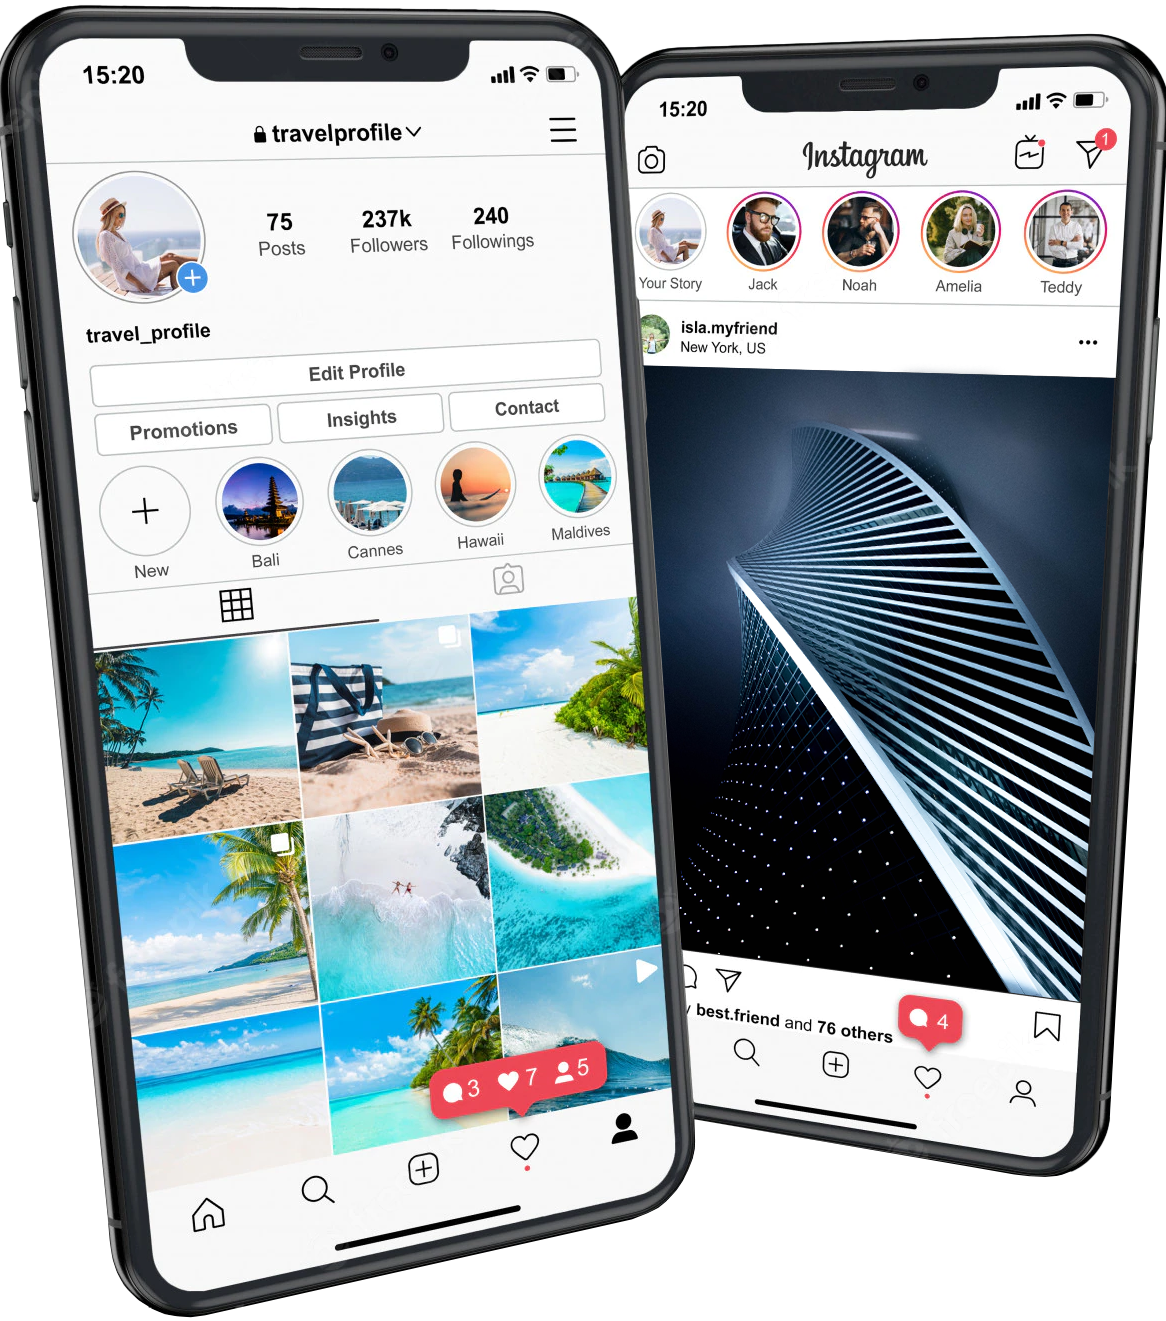 15:20
travelprofile
75
Posts
237k
Followers
240
Followings
travel_profile
Edit Profile
Promotions
Insights
Contact
New
Bali
Cannes
Hawaii
Maldives
3
7
5
15:20
Instagram
1
Your Story
Jack
Noah
Amelia
Teddy
isla.myfriend
New York, US
y best.friend and 76 others
4